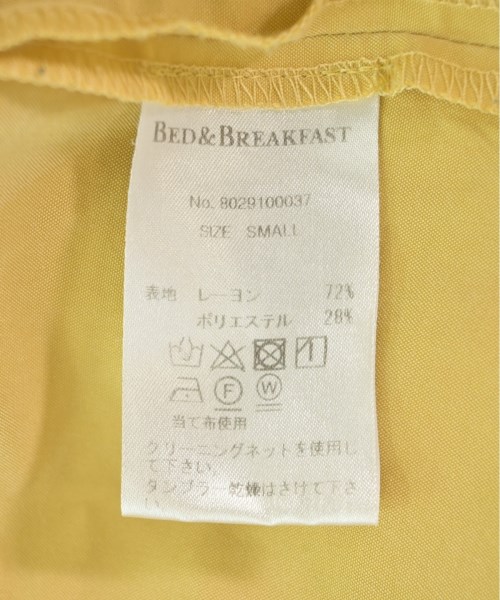 BED&BREAKFAST
No. 8029100037
SIZE SMALL
表地 レーヨン 72%
ポリエステル 28%
F W
当て布使用
クリーニングネットを使用し
て下さい。
タンブラー乾燥はさけて下さ
い。